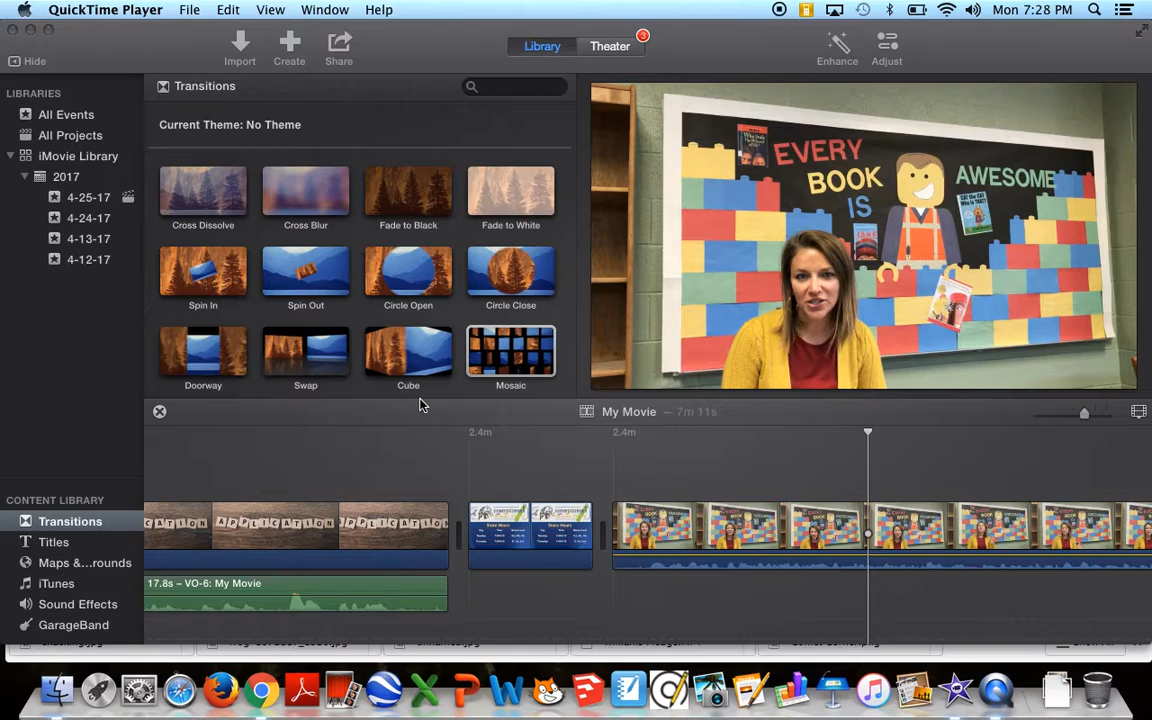 QuickTime Player File Edit View Window Help Mon 7:28 PM
Hide Import Create Share Library Theater 3 Enhance Adjust
LIBRARIES
All Events
All Projects
iMovie Library
2017
4-25-17
4-24-17
4-13-17
4-12-17
CONTENT LIBRARY
Transitions
Titles
Maps &...rounds
iTunes
Sound Effects
GarageBand
Transitions
Current Theme: No Theme
Cross Dissolve Cross Blur Fade to Black Fade to White
Spin In Spin Out Circle Open Circle Close
Doorway Swap Cube Mosaic
EVERY
BOOK
IS
AWESOME
My Movie – 7m 11s
2.4m 2.4m
APPLICATION
17.8s – VO-6: My Movie